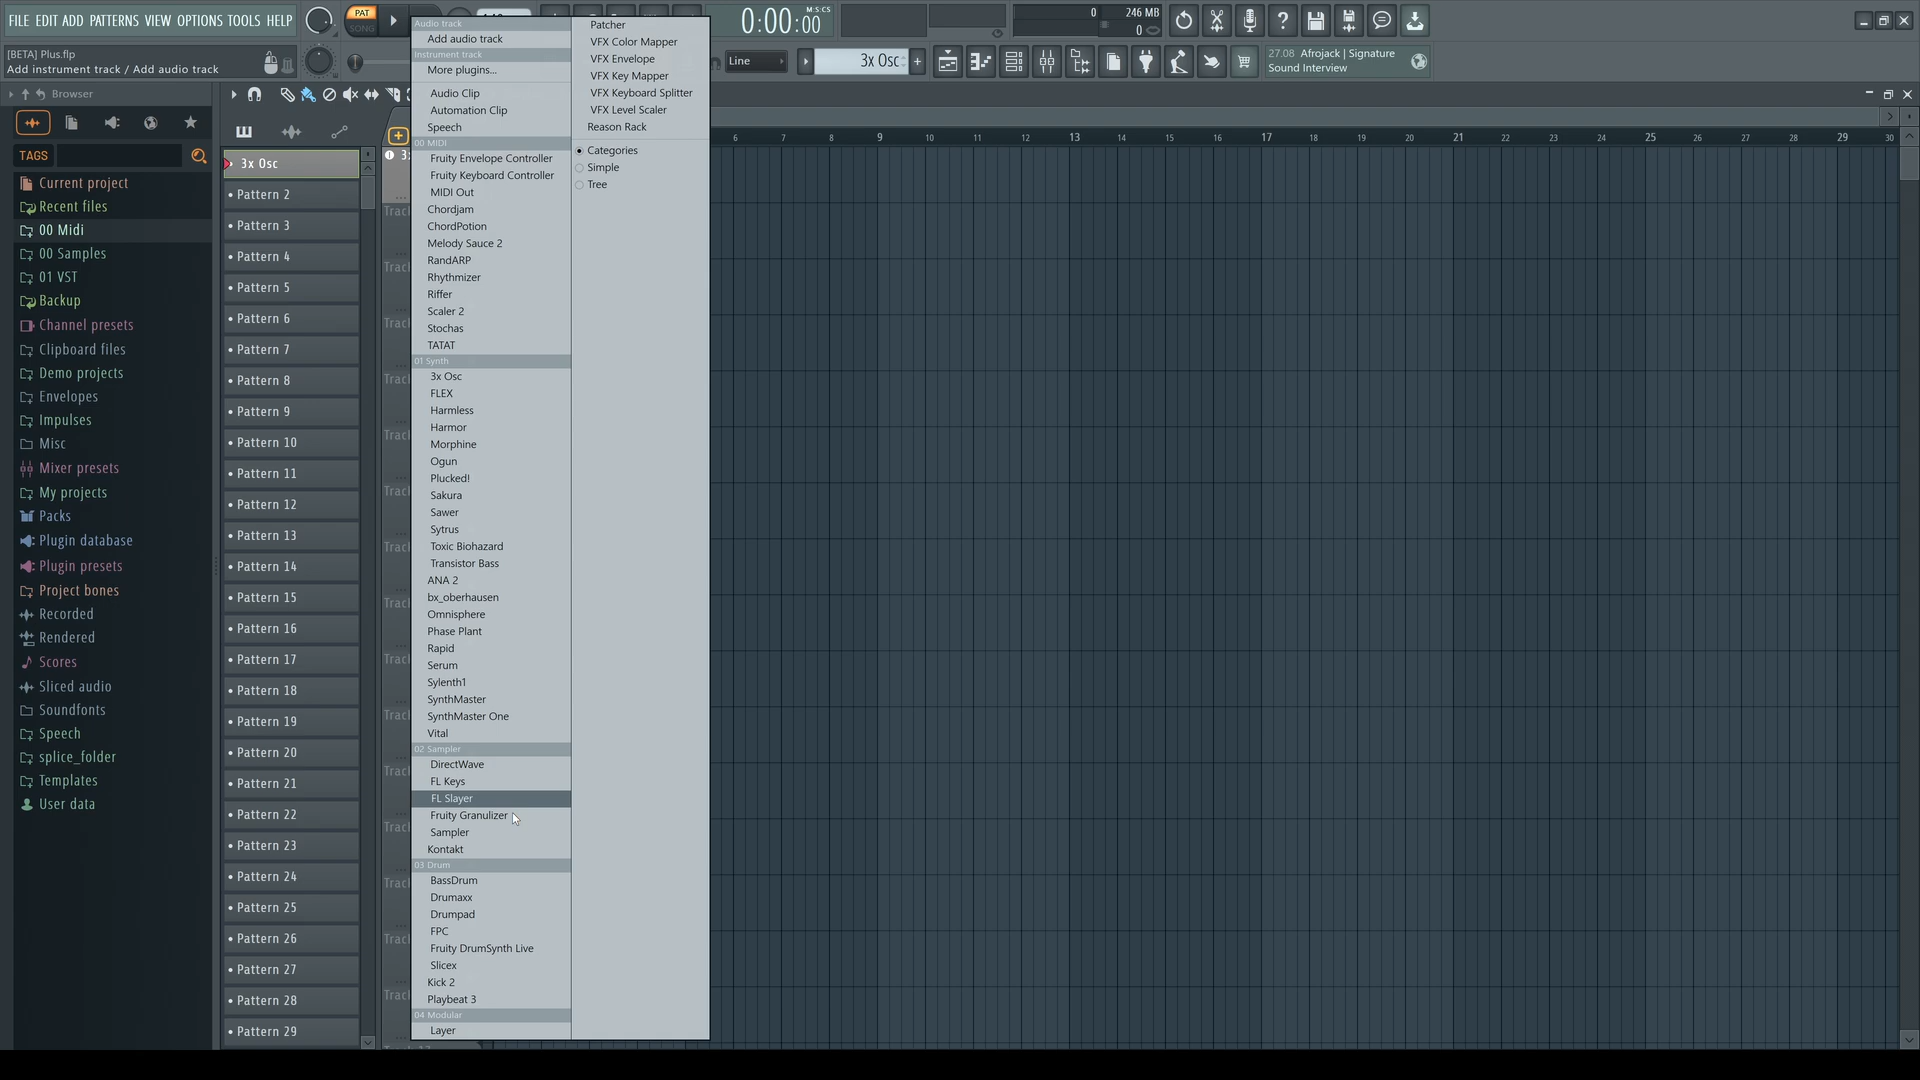 FILE EDIT ADD PATTERNS VIEW OPTIONS TOOLS HELP
PAT
SONG
0:00:00
M:S:CS
0
246 MB
0
[BETA] Plus.flp
Add instrument track / Add audio track
Line
3x Osc
27.08 Afrojack | Signature
Sound Interview
Browser
TAGS
Current project
Recent files
00 Midi
00 Samples
01 VST
Backup
Channel presets
Clipboard files
Demo projects
Envelopes
Impulses
Misc
Mixer presets
My projects
Packs
Plugin database
Plugin presets
Project bones
Recorded
Rendered
Scores
Sliced audio
Soundfonts
Speech
splice_folder
Templates
User data
3x Osc
Pattern 2
Pattern 3
Pattern 4
Pattern 5
Pattern 6
Pattern 7
Pattern 8
Pattern 9
Pattern 10
Pattern 11
Pattern 12
Pattern 13
Pattern 14
Pattern 15
Pattern 16
Pattern 17
Pattern 18
Pattern 19
Pattern 20
Pattern 21
Pattern 22
Pattern 23
Pattern 24
Pattern 25
Pattern 26
Pattern 27
Pattern 28
Pattern 29
Audio track
Add audio track
Instrument track
More plugins...
Audio Clip
Automation Clip
Speech
00 MIDI
Fruity Envelope Controller
Fruity Keyboard Controller
MIDI Out
Chordjam
ChordPotion
Melody Sauce 2
RandARP
Rhythmizer
Riffer
Scaler 2
Stochas
TATAT
01 Synth
3x Osc
FLEX
Harmless
Harmor
Morphine
Ogun
Plucked!
Sakura
Sawer
Sytrus
Toxic Biohazard
Transistor Bass
ANA 2
bx_oberhausen
Omnisphere
Phase Plant
Rapid
Serum
Sylenth1
SynthMaster
SynthMaster One
Vital
02 Sampler
DirectWave
FL Keys
FL Slayer
Fruity Granulizer
Sampler
Kontakt
03 Drum
BassDrum
Drumaxx
Drumpad
FPC
Fruity DrumSynth Live
Slicex
Kick 2
Playbeat 3
04 Modular
Layer
Patcher
VFX Color Mapper
VFX Envelope
VFX Key Mapper
VFX Keyboard Splitter
VFX Level Scaler
Reason Rack
Categories
Simple
Tree
6 7 8 9 10 11 12 13 14 15 16 17 18 19 20 21 22 23 24 25 26 27 28 29 30